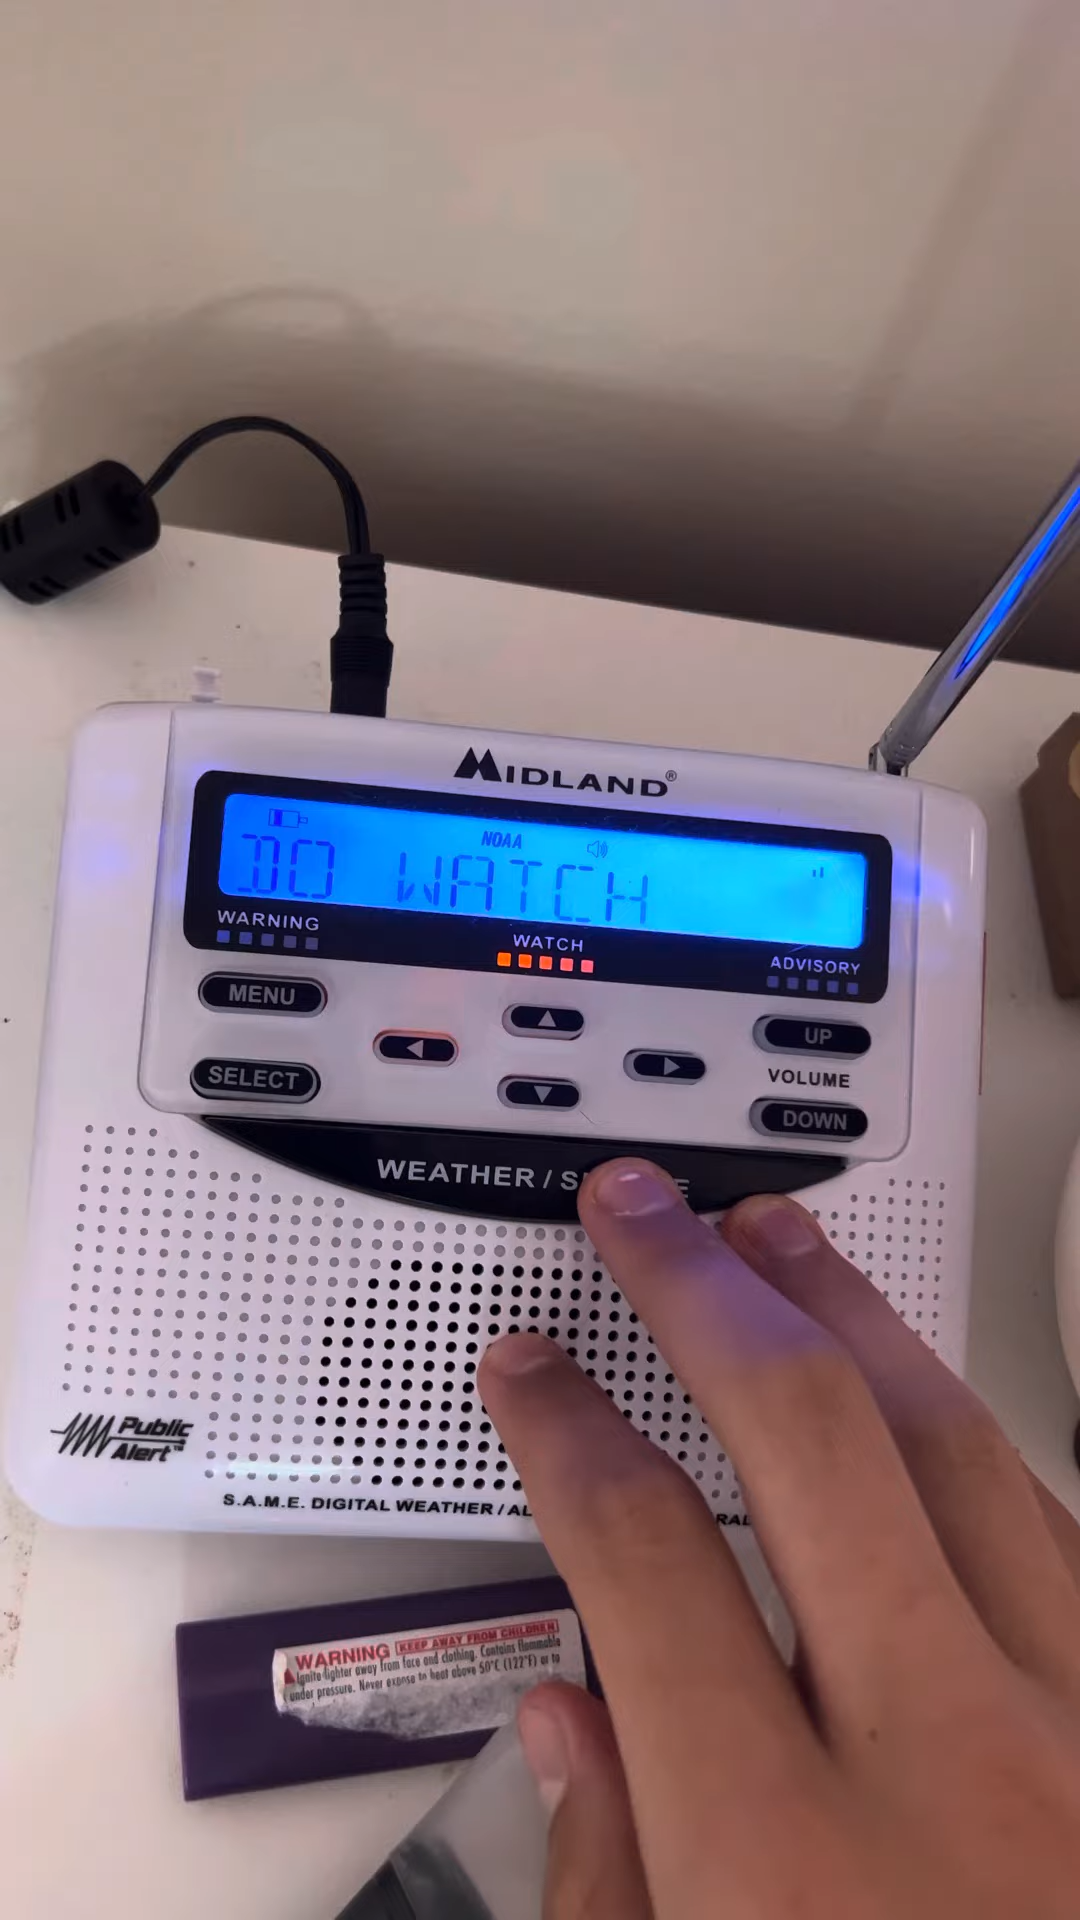 MIDLAND®
NOAA
DO WATCH
WARNING
WATCH
ADVISORY
MENU
UP
SELECT
VOLUME
DOWN
WEATHER / 
Public
Alert™
S.A.M.E. DIGITAL WEATHER /
WARNING KEEP AWAY FROM CHILDREN
Ignite lighter away from face and clothing. Contains flammable
under pressure. Never expose to heat above 50°C (122°F) or to